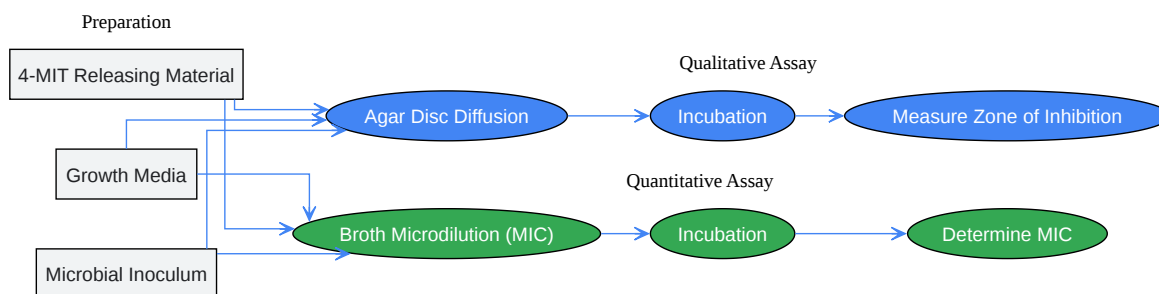 Preparation
4-MIT Releasing Material
Growth Media
Microbial Inoculum
Qualitative Assay
Agar Disc Diffusion
Incubation
Measure Zone of Inhibition
Quantitative Assay
Broth Microdilution (MIC)
Incubation
Determine MIC